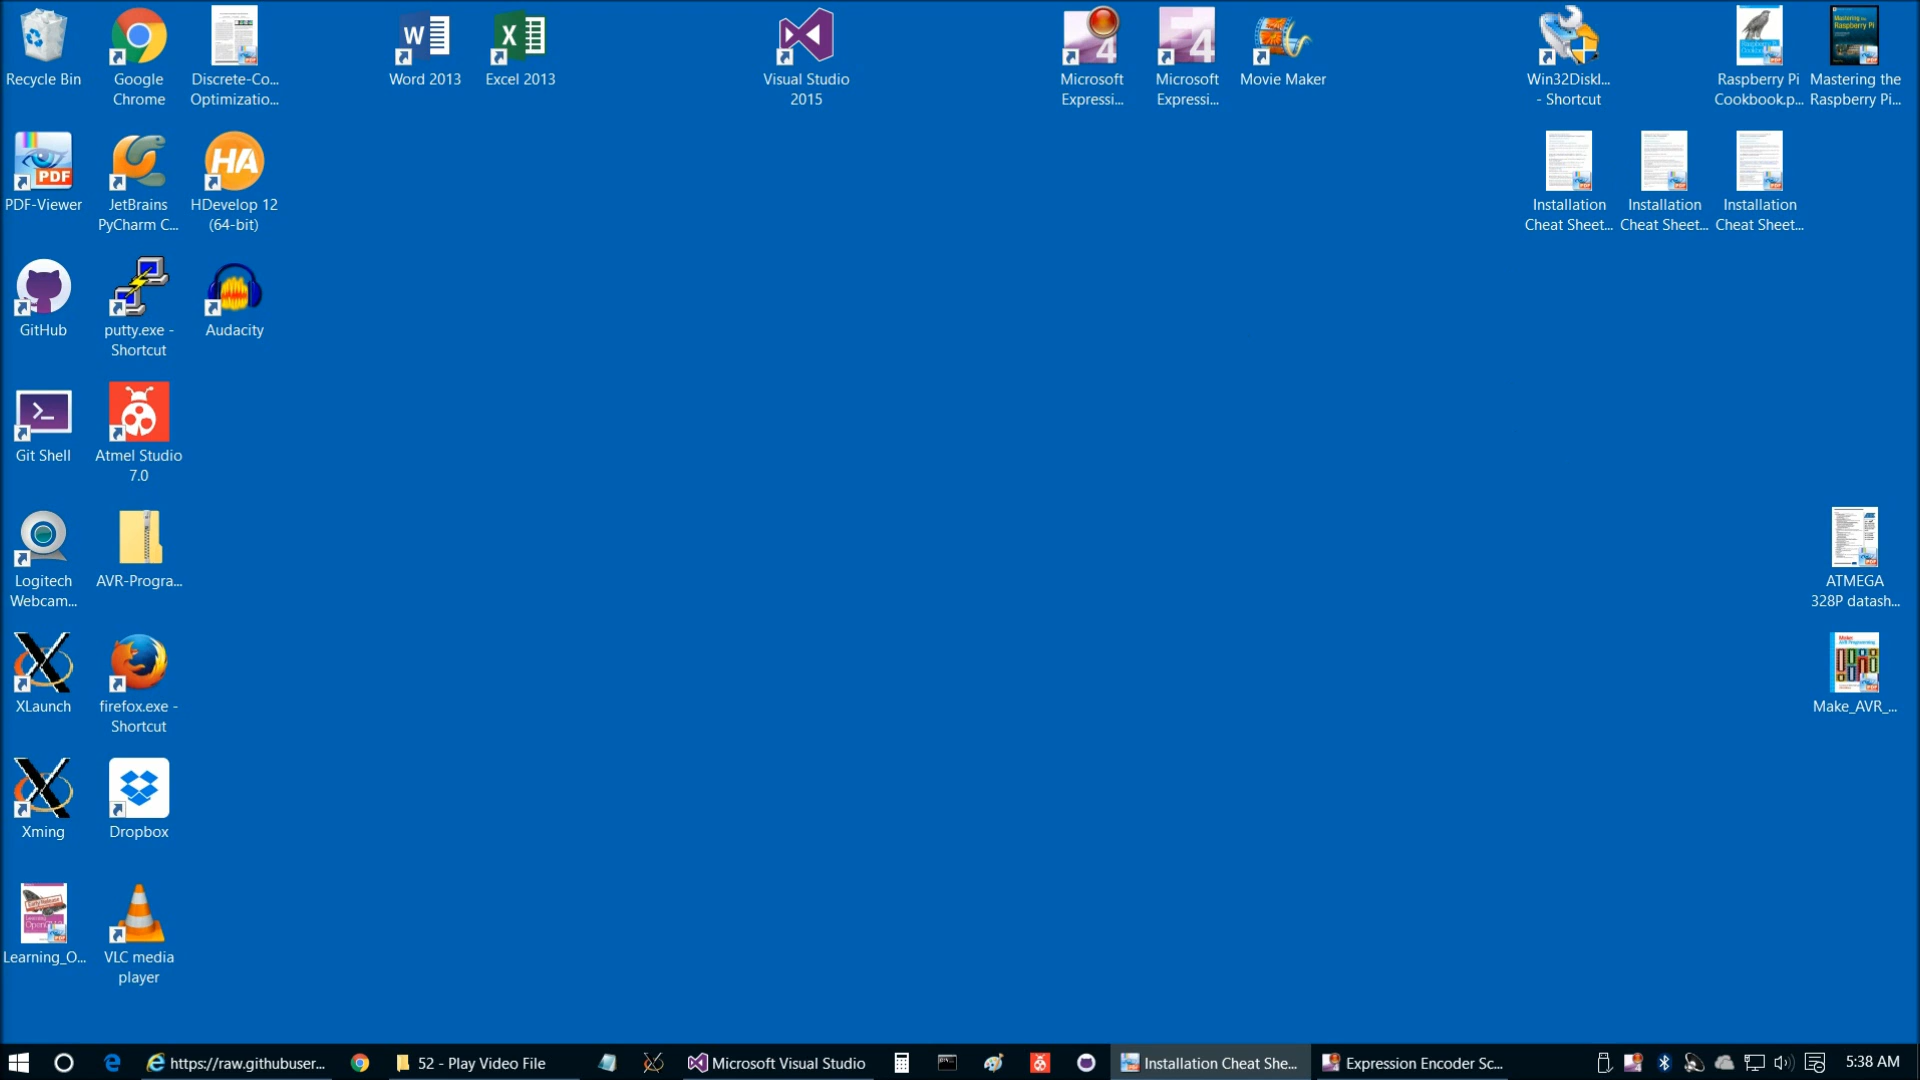 Recycle Bin
Google
Chrome
Discrete-Co...
Optimizatio...
Word 2013
Excel 2013
Visual Studio
2015
Microsoft
Expressi...
Microsoft
Expressi...
Movie Maker
Win32DiskI...
- Shortcut
Raspberry Pi
Cookbook.p...
Mastering the
Raspberry Pi...
PDF-Viewer
JetBrains
PyCharm C...
HDevelop 12
(64-bit)
Installation
Cheat Sheet...
Installation
Cheat Sheet...
Installation
Cheat Sheet...
GitHub
putty.exe -
Shortcut
Audacity
Git Shell
Atmel Studio
7.0
Logitech
Webcam...
AVR-Progra...
ATMEGA
328P datash...
XLaunch
firefox.exe -
Shortcut
Make_AVR_...
Xming
Dropbox
Learning_O...
VLC media
player
https://raw.githubuser...
52 - Play Video File
Microsoft Visual Studio
Installation Cheat She...
Expression Encoder Sc...
5:38 AM